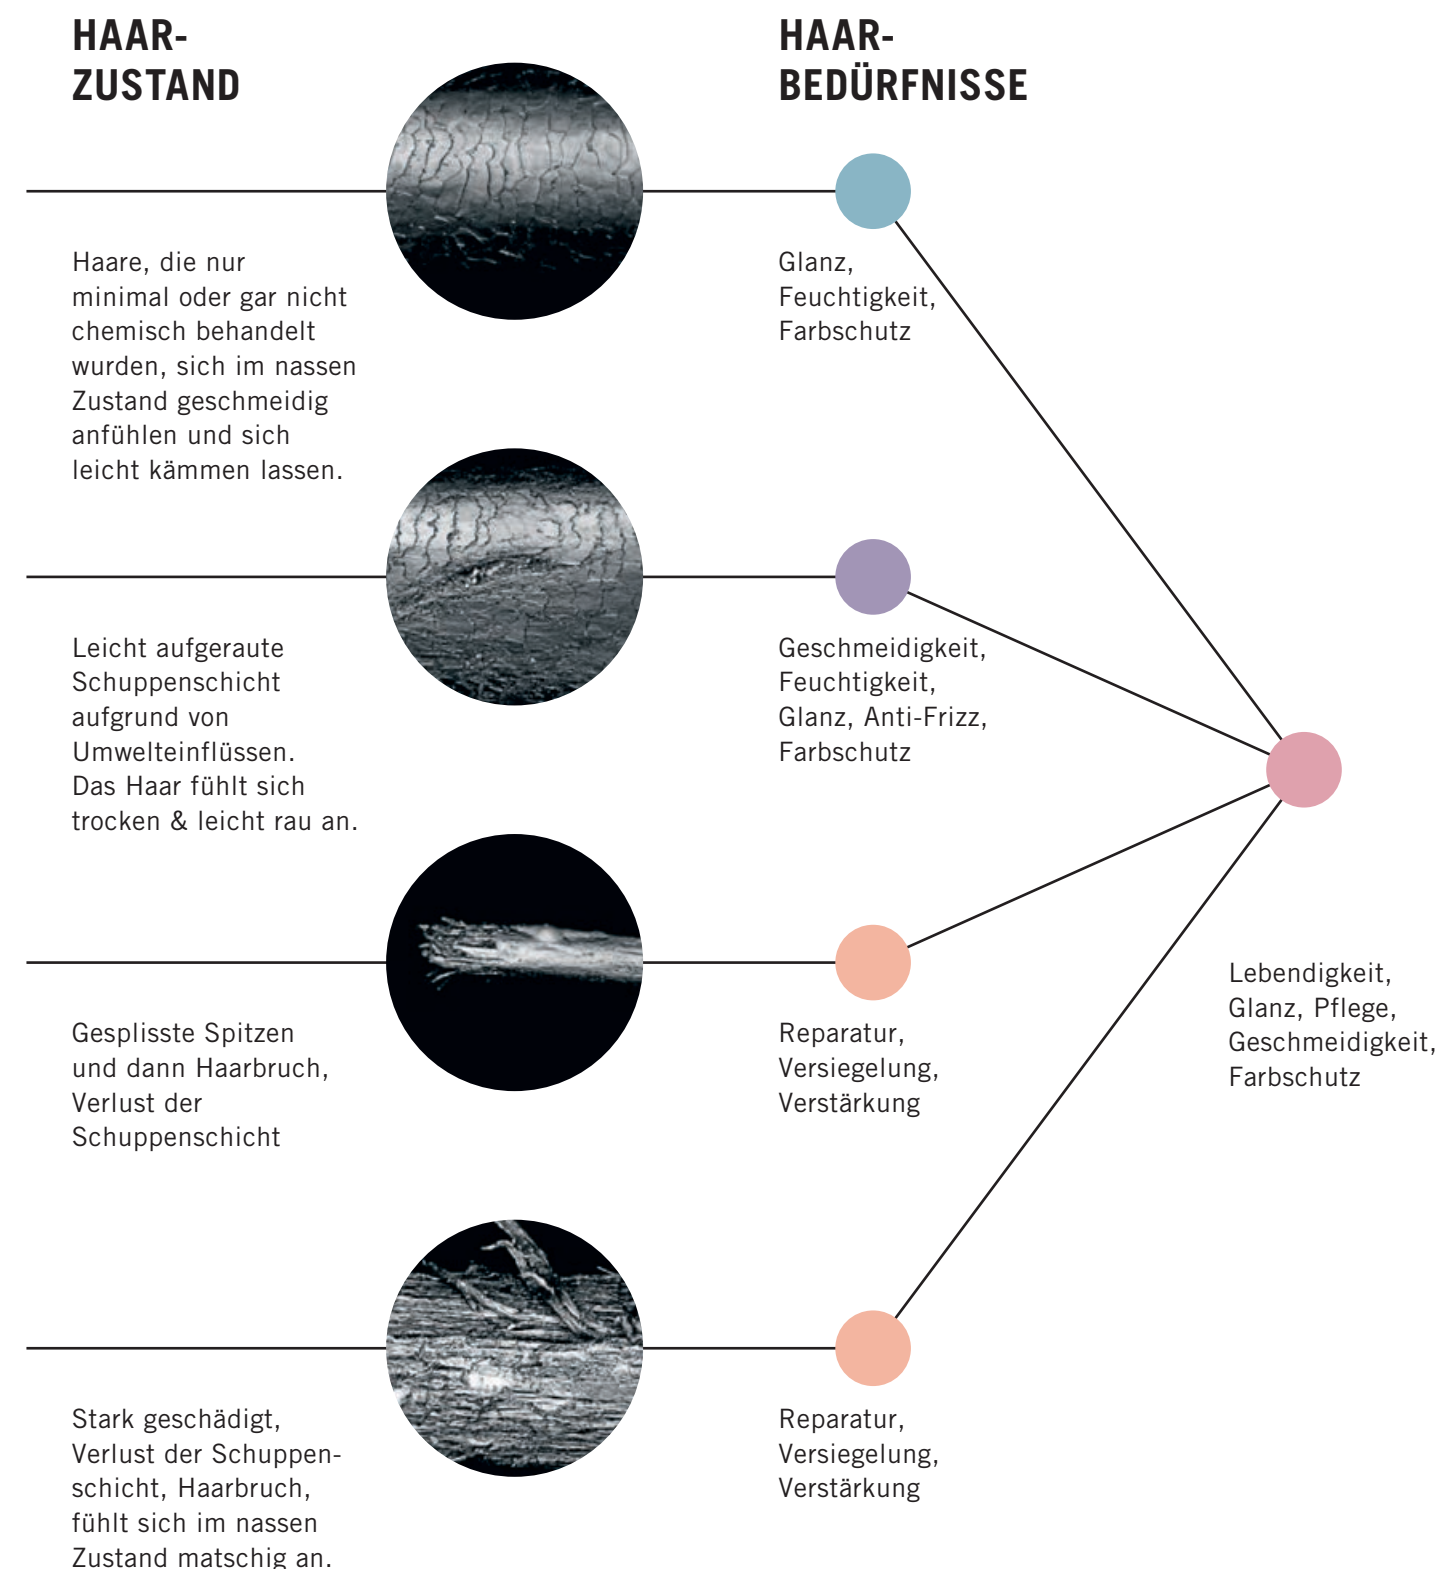 HAAR-
ZUSTAND
HAAR-
BEDÜRFNISSE
Haare, die nur
minimal oder gar nicht
chemisch behandelt
wurden, sich im nassen
Zustand geschmeidig
anfühlen und sich
leicht kämmen lassen.
Glanz,
Feuchtigkeit,
Farbschutz
Leicht aufgeraute
Schuppenschicht
aufgrund von
Umwelteinflüssen.
Das Haar fühlt sich
trocken & leicht rau an.
Geschmeidigkeit,
Feuchtigkeit,
Glanz, Anti-Frizz,
Farbschutz
Gesplisste Spitzen
und dann Haarbruch,
Verlust der
Schuppenschicht
Reparatur,
Versiegelung,
Verstärkung
Lebendigkeit,
Glanz, Pflege,
Geschmeidigkeit,
Farbschutz
Stark geschädigt,
Verlust der Schuppen-
schicht, Haarbruch,
fühlt sich im nassen
Zustand matschig an.
Reparatur,
Versiegelung,
Verstärkung